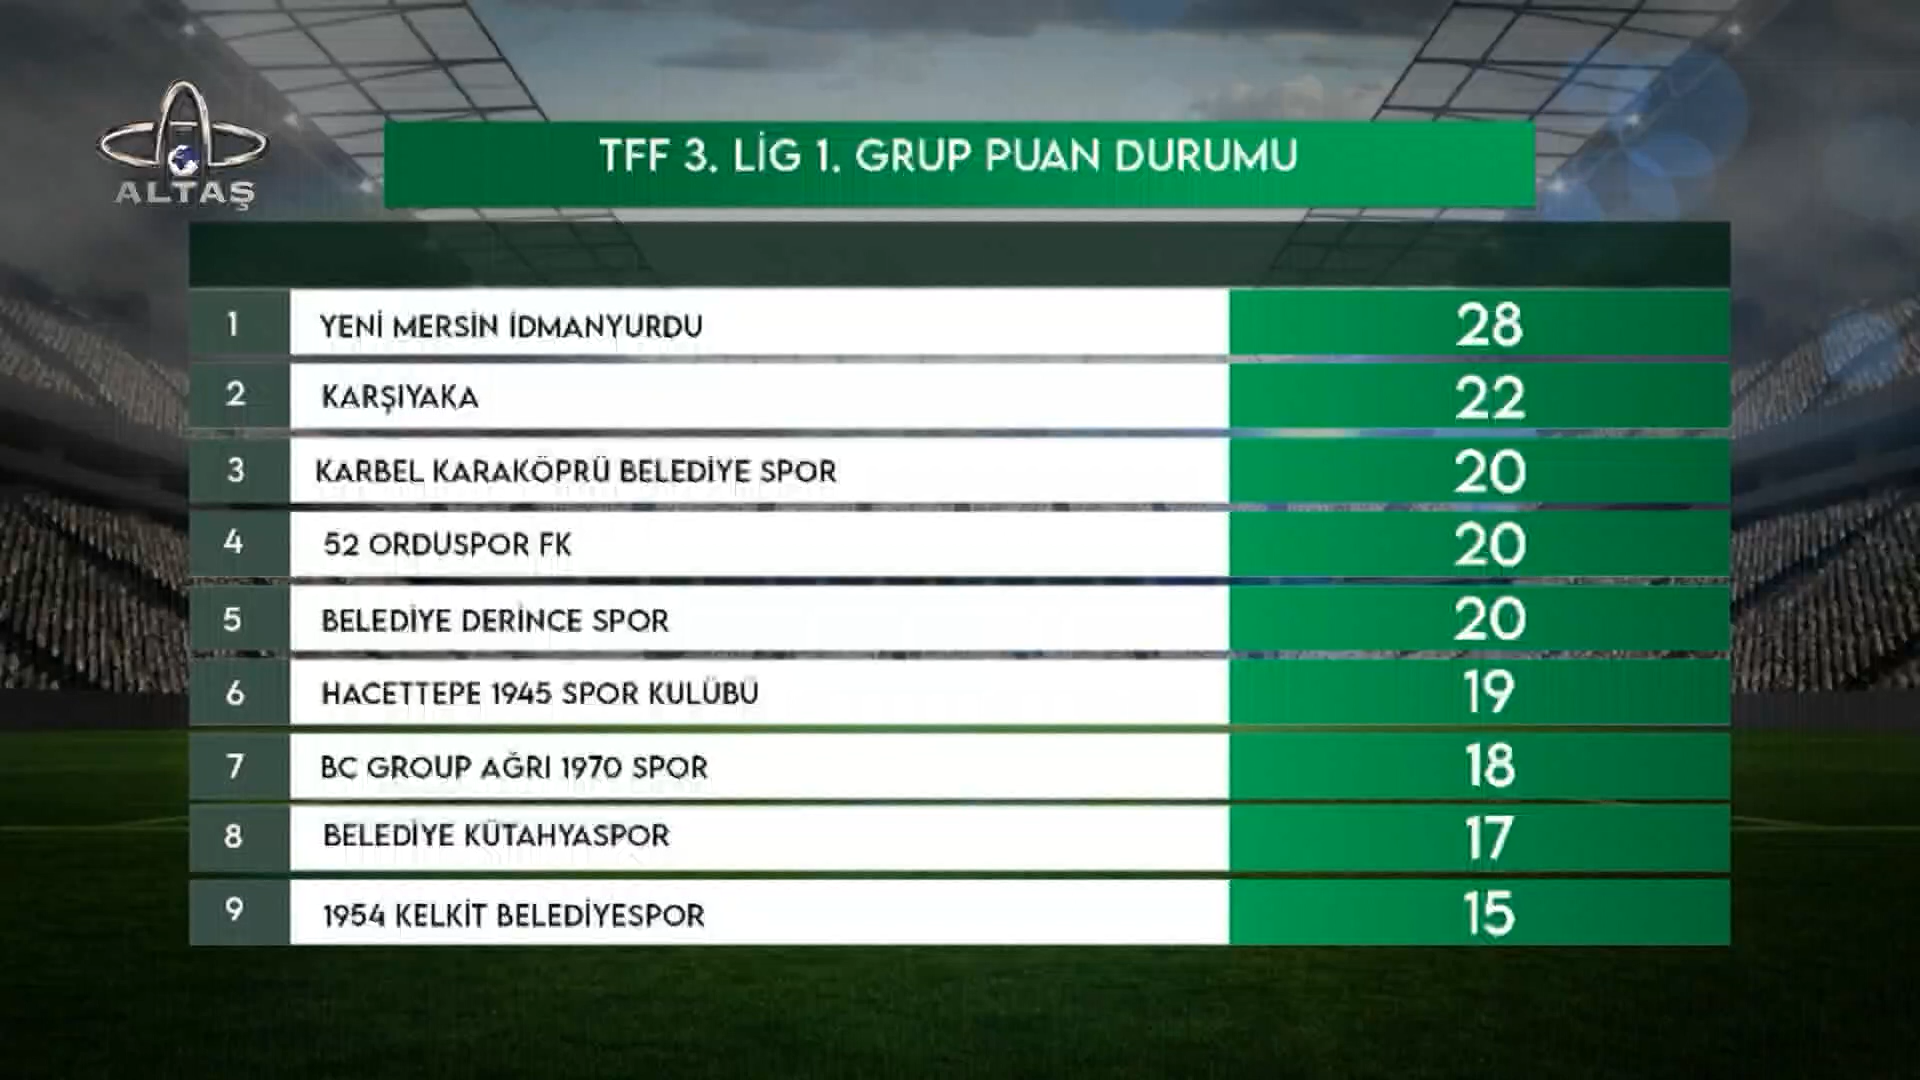 ALTAŞ
TFF 3. LİG 1. GRUP PUAN DURUMU
1 YENİ MERSİN İDMANYURDU 28
2 KARŞIYAKA 22
3 KARBEL KARAKÖPRÜ BELEDİYE SPOR 20
4 52 ORDUSPOR FK 20
5 BELEDİYE DERİNCE SPOR 20
6 HACETTEPE 1945 SPOR KULÜBÜ 19
7 BC GROUP AĞRI 1970 SPOR 18
8 BELEDİYE KÜTAHYASPOR 17
9 1954 KELKİT BELEDİYESPOR 15